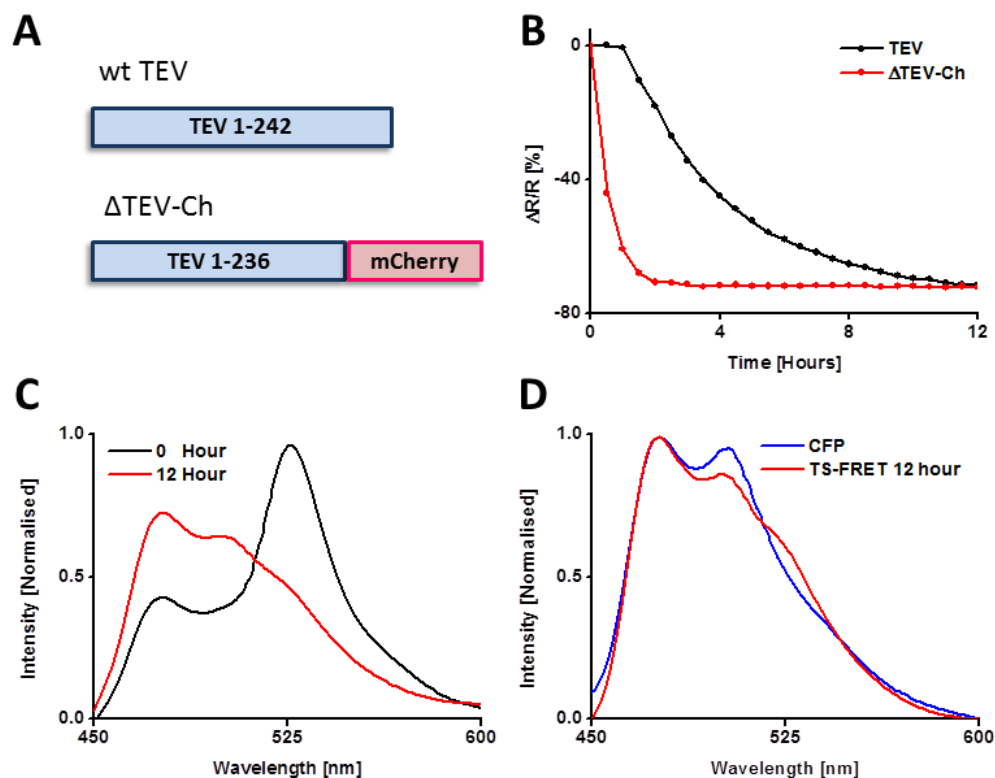 A
wt TEV
TEV 1-242
ΔTEV-Ch
TEV 1-236
mCherry
B
TEV
ΔTEV-Ch
ΔR/R [%]
0
-40
-80
0
4
8
12
Time [Hours]
C
0 Hour
12 Hour
Intensity [Normalised]
1.0
0.5
0.0
450
525
600
Wavelength [nm]
D
CFP
TS-FRET 12 hour
Intensity [Normalised]
1.0
0.5
0.0
450
525
600
Wavelength [nm]